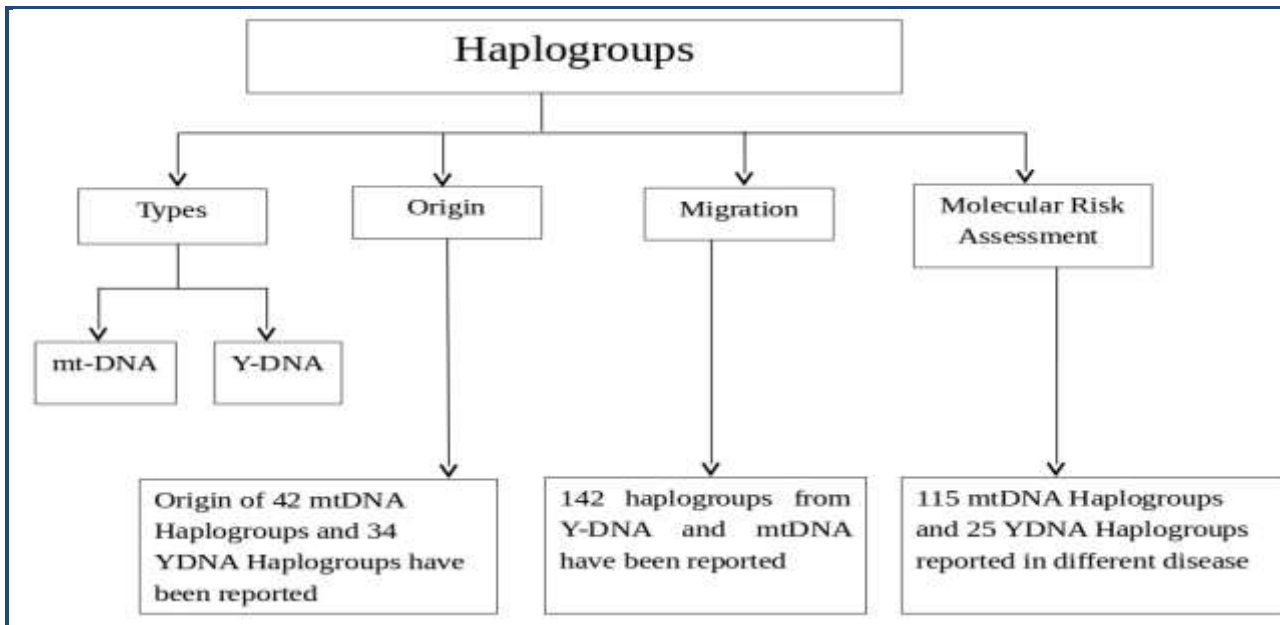 Haplogroups
Types
Origin
Migration
Molecular Risk
Assessment
mt-DNA
Y-DNA
Origin of 42 mtDNA
Haplogroups and 34
YDNA Haplogroups have
been reported
142 haplogroups from
Y-DNA and mtDNA
have been reported
115 mtDNA Haplogroups
and 25 YDNA Haplogroups
reported in different disease